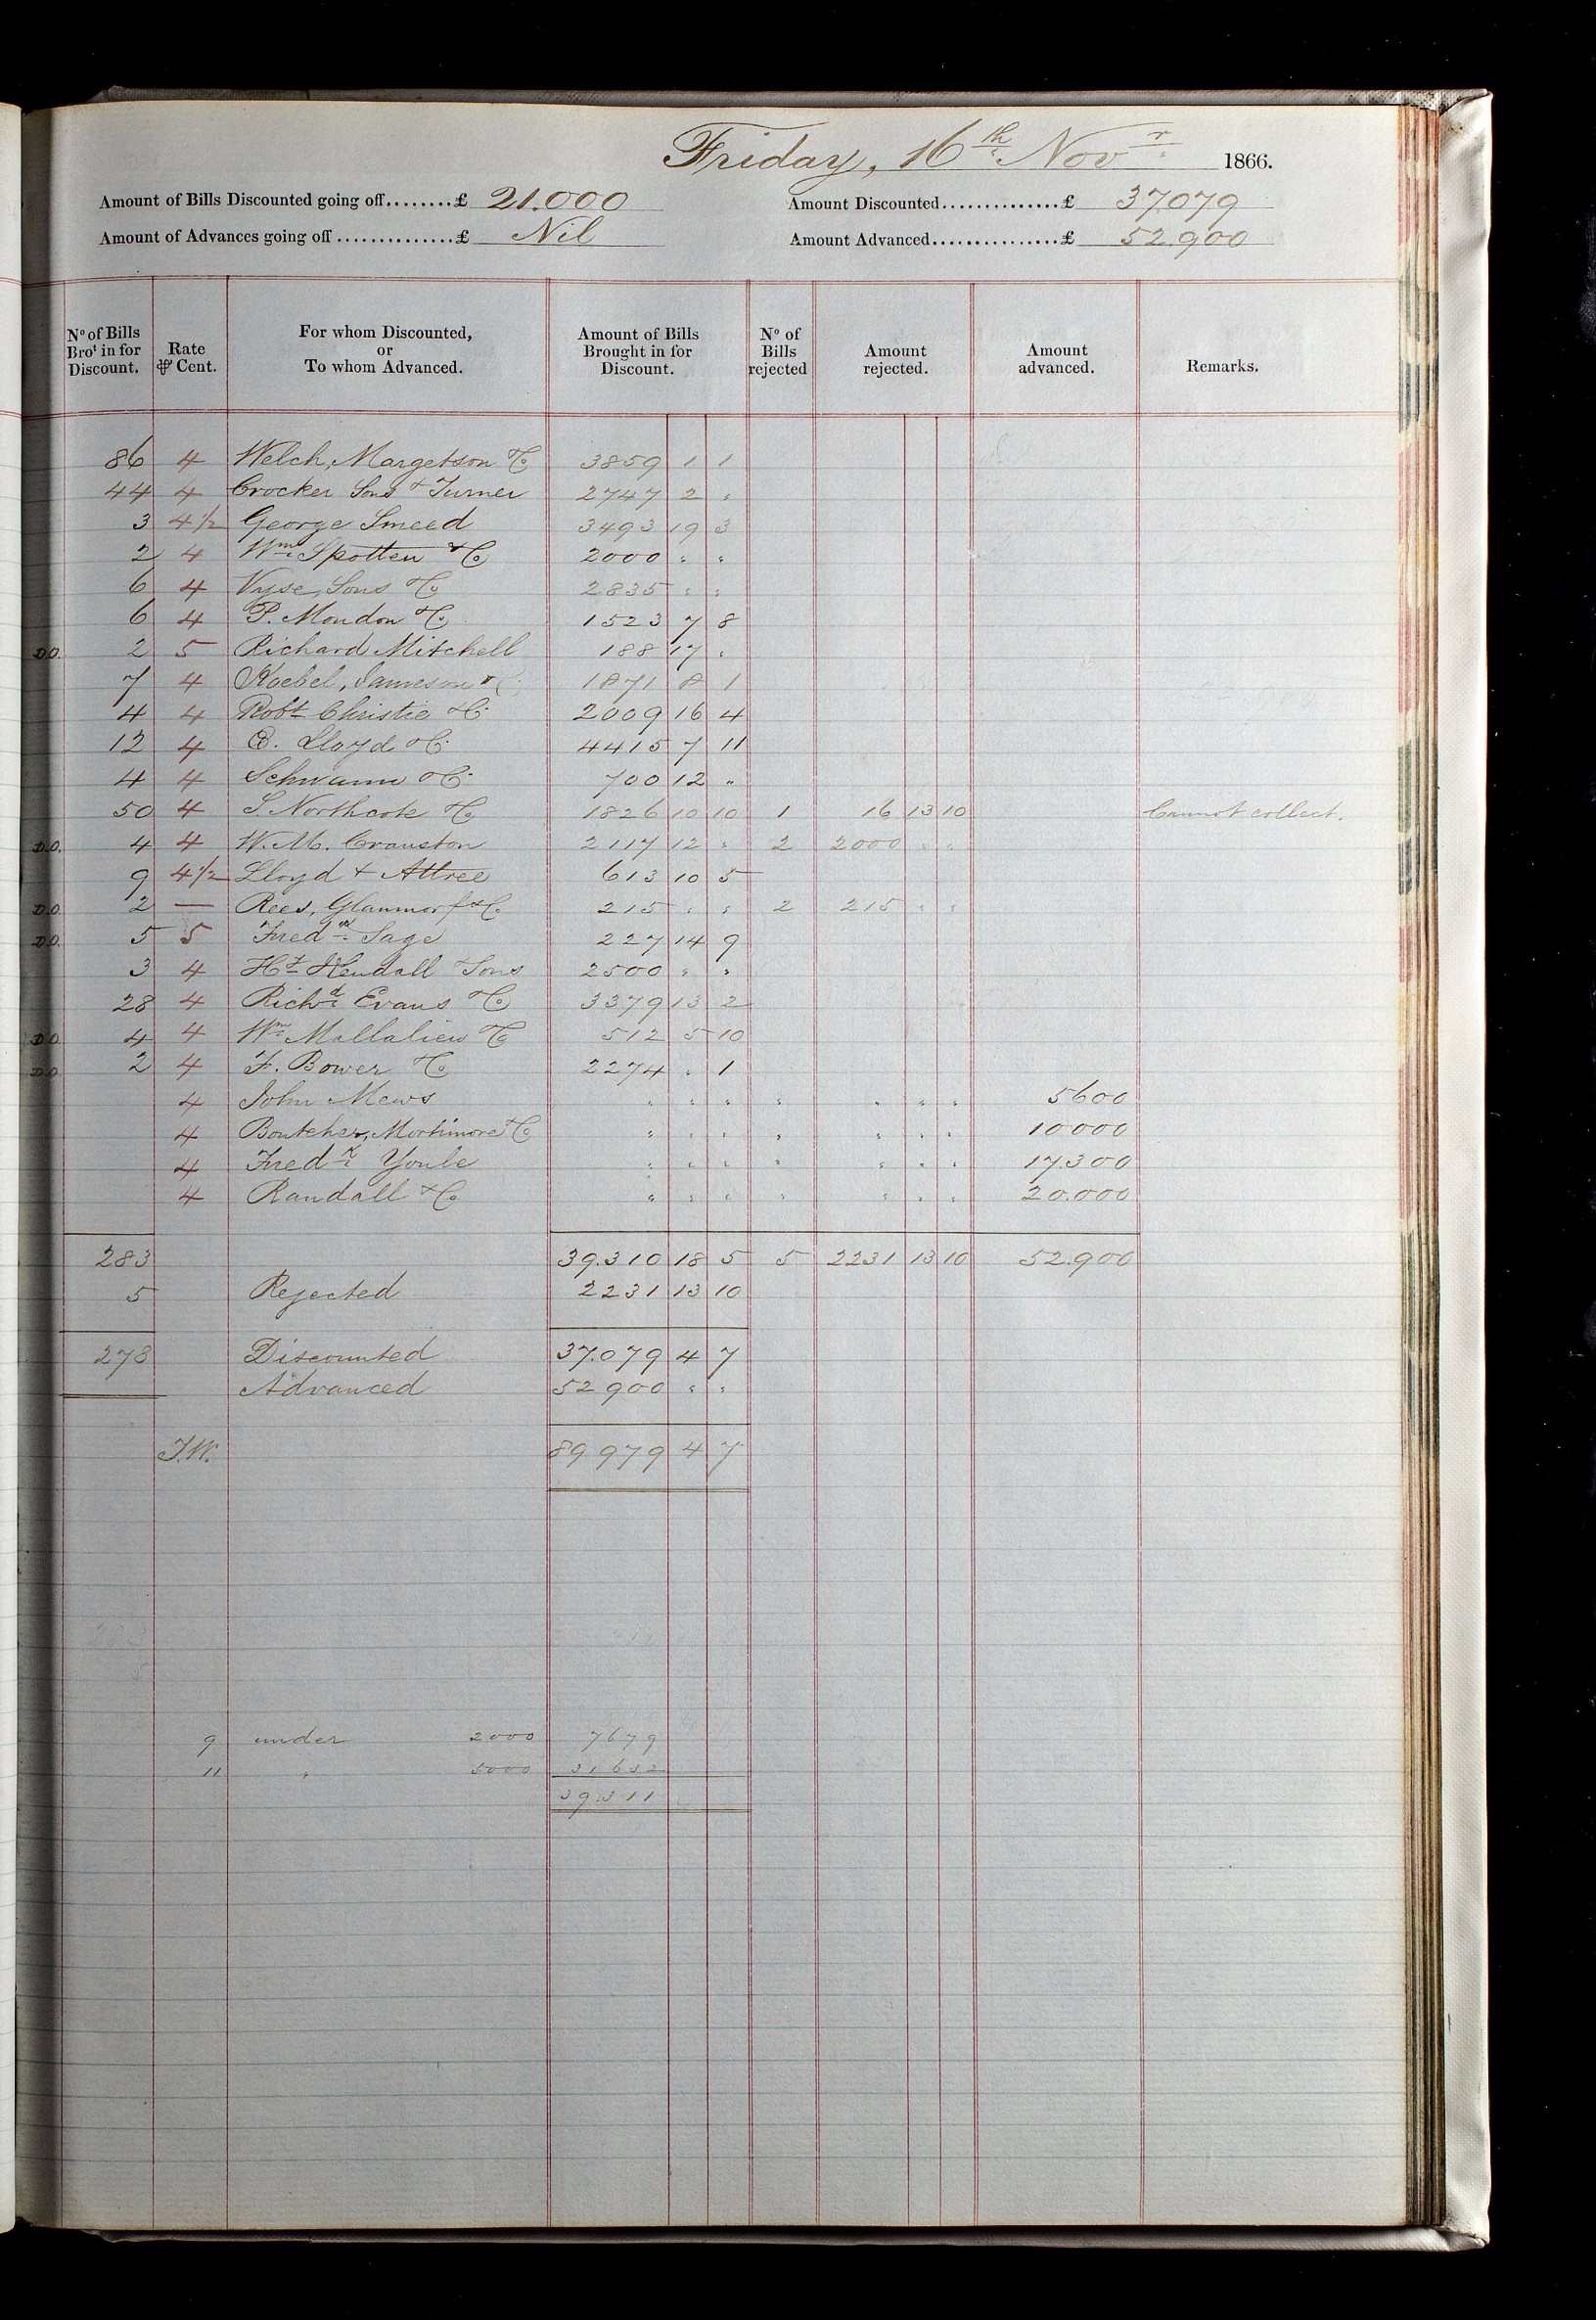 Friday, 16th Novr 1866.
Amount of Bills Discounted going off........£ 21.000 Amount Discounted..............£ 37.079
Amount of Advances going off..............£ Nil Amount Advanced...............£ 52.900
No of Bills Brot in for Discount. Rate ⅌ Cent. For whom Discounted, or To whom Advanced. Amount of Bills Brought in for Discount. No of Bills rejected Amount rejected. Amount advanced. Remarks.
86 4 Welch, Margetson & Co 3859 1 1
44 4 Crocker Sons & Turner 2747 2 "
3 4½ George Smeed 3493 19 3
2 4 Wm Spotten & Co 2000 " "
6 4 Vyse, Sons & Co 2835 " "
6 4 P. Moudon & Co 1523 7 8
D.O. 2 5 Richard Mitchell 188 17 "
7 4 Koebel, Jameson & Co 1871 8 1
4 4 Robt Christie & Co 2009 16 4
12 4 E. Lloyd & Co 4415 7 11
4 4 Schwann & Co 700 12 "
50 4 S. Northcote & Co 1826 10 10 1 16 13 10 Cannot collect.
D.O. 4 4 W. M. Cranston 2117 12 " 2 2000 " "
9 4½ Lloyd & Attree 613 10 5
D.O. 2 — Rees, Glanmorf & Co 215 " " 2 215 " "
D.O. 5 5 Fredk Sage 227 14 9
3 4 Hy Kendall & Sons 2500 " "
28 4 Richd Evans & Co 3379 13 2
D.O. 4 4 Wm Mallalieu & Co 512 5 10
D.O. 2 4 F. Bower & Co 2274 " 1
4 John Mews " " " " " " " 5600
4 Boutcher, Mortimore & Co " " " " " " " 10000
4 Fredk Youle " " " " " " " 17.300
4 Randall & Co " " " " " " " 20.000
283 39.310 18 5 5 2231 13 10 52.900
5 Rejected 2231 13 10
278 Discounted 37.079 4 7
Advanced 52900 " "
J.W. 89979 4 7
9 under 2000 7679
11 " 5000 31632
39.311